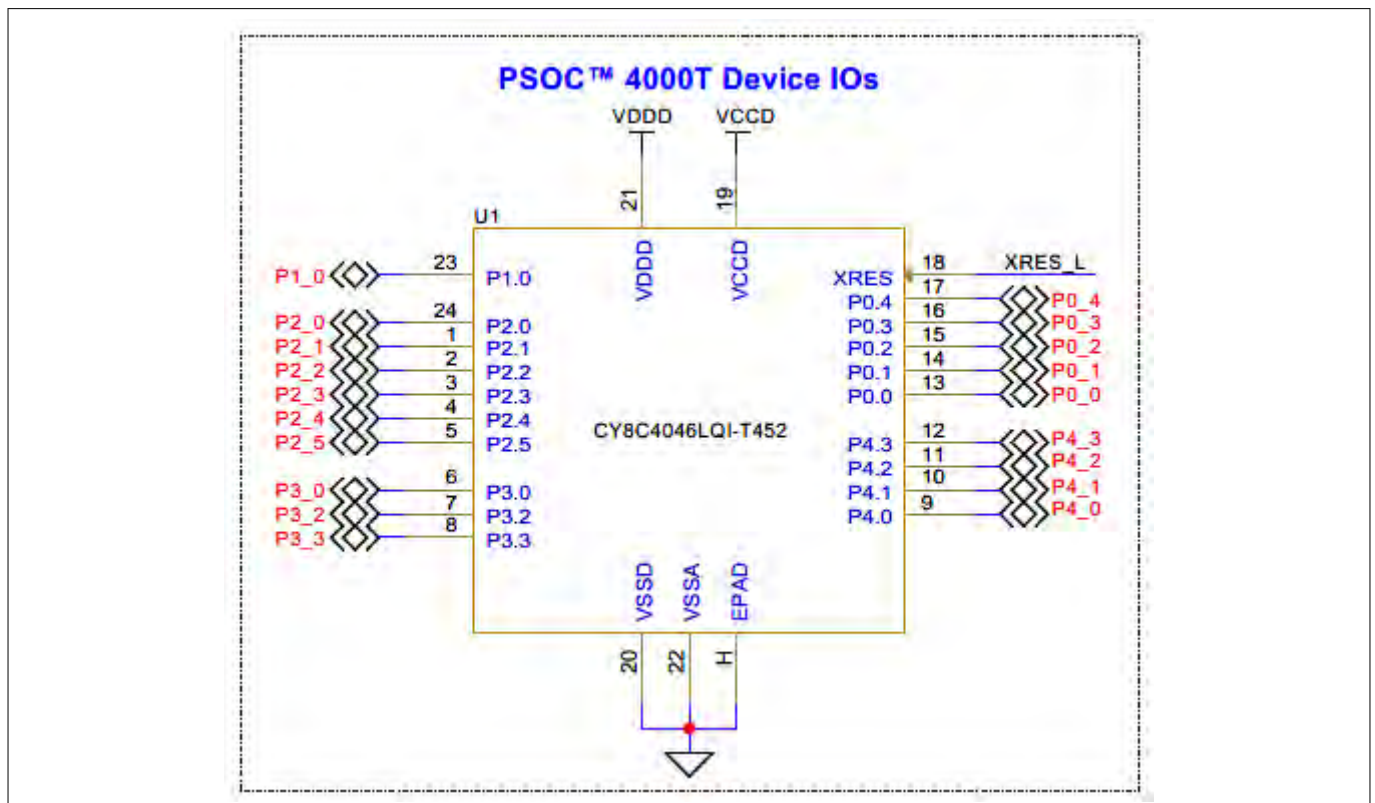 PSOC™ 4000T Device IOs
VDDD VCCD
21 19
U1
VDDD VCCD
P1_0 23 P1.0
XRES 18 XRES_L
P0.4 17 P0_4
P2_0 24 P2.0
P0.3 16 P0_3
P2_1 1 P2.1
P0.2 15 P0_2
P2_2 2 P2.2
P0.1 14 P0_1
P2_3 3 P2.3
P0.0 13 P0_0
P2_4 4 P2.4
CY8C4046LQI-T452
P2_5 5 P2.5
P4.3 12 P4_3
P4.2 11 P4_2
P3_0 6 P3.0
P4.1 10 P4_1
P3_2 7 P3.2
P4.0 9 P4_0
P3_3 8 P3.3
VSSD VSSA EPAD
20 22 H